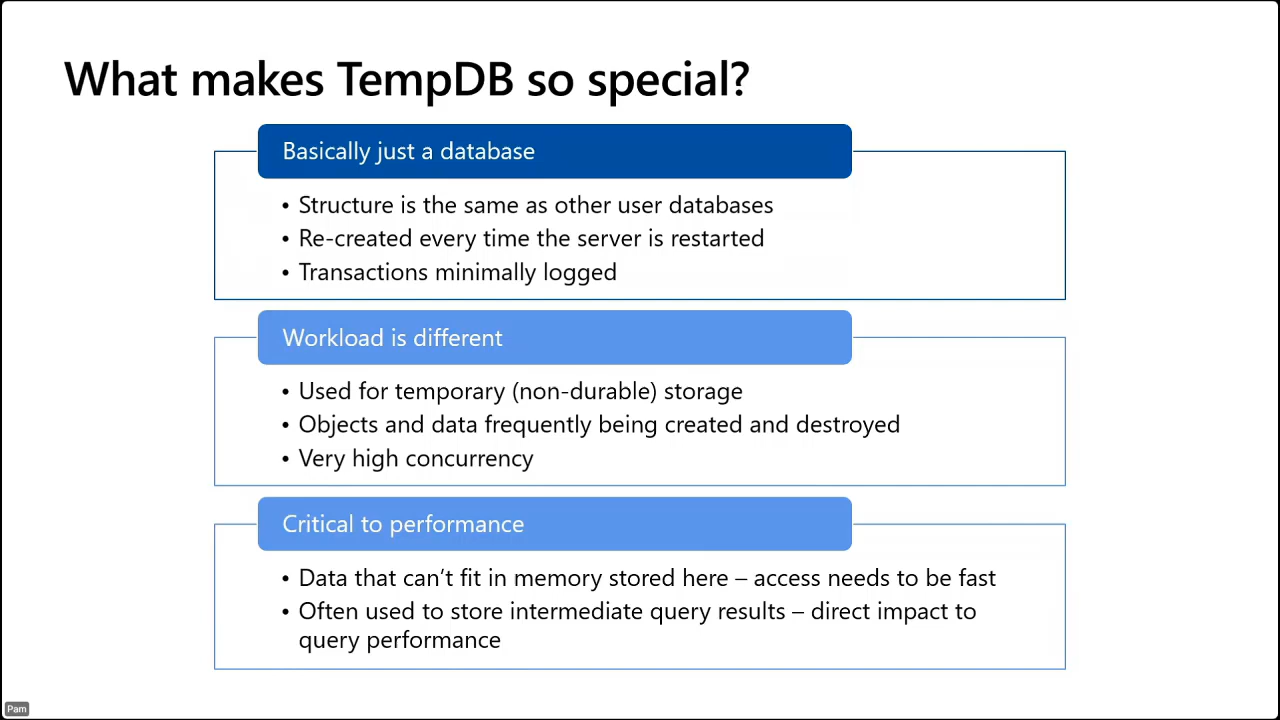 What makes TempDB so special?
Basically just a database
• Structure is the same as other user databases
• Re-created every time the server is restarted
• Transactions minimally logged
Workload is different
• Used for temporary (non-durable) storage
• Objects and data frequently being created and destroyed
• Very high concurrency
Critical to performance
• Data that can’t fit in memory stored here – access needs to be fast
• Often used to store intermediate query results – direct impact to
query performance
Pam